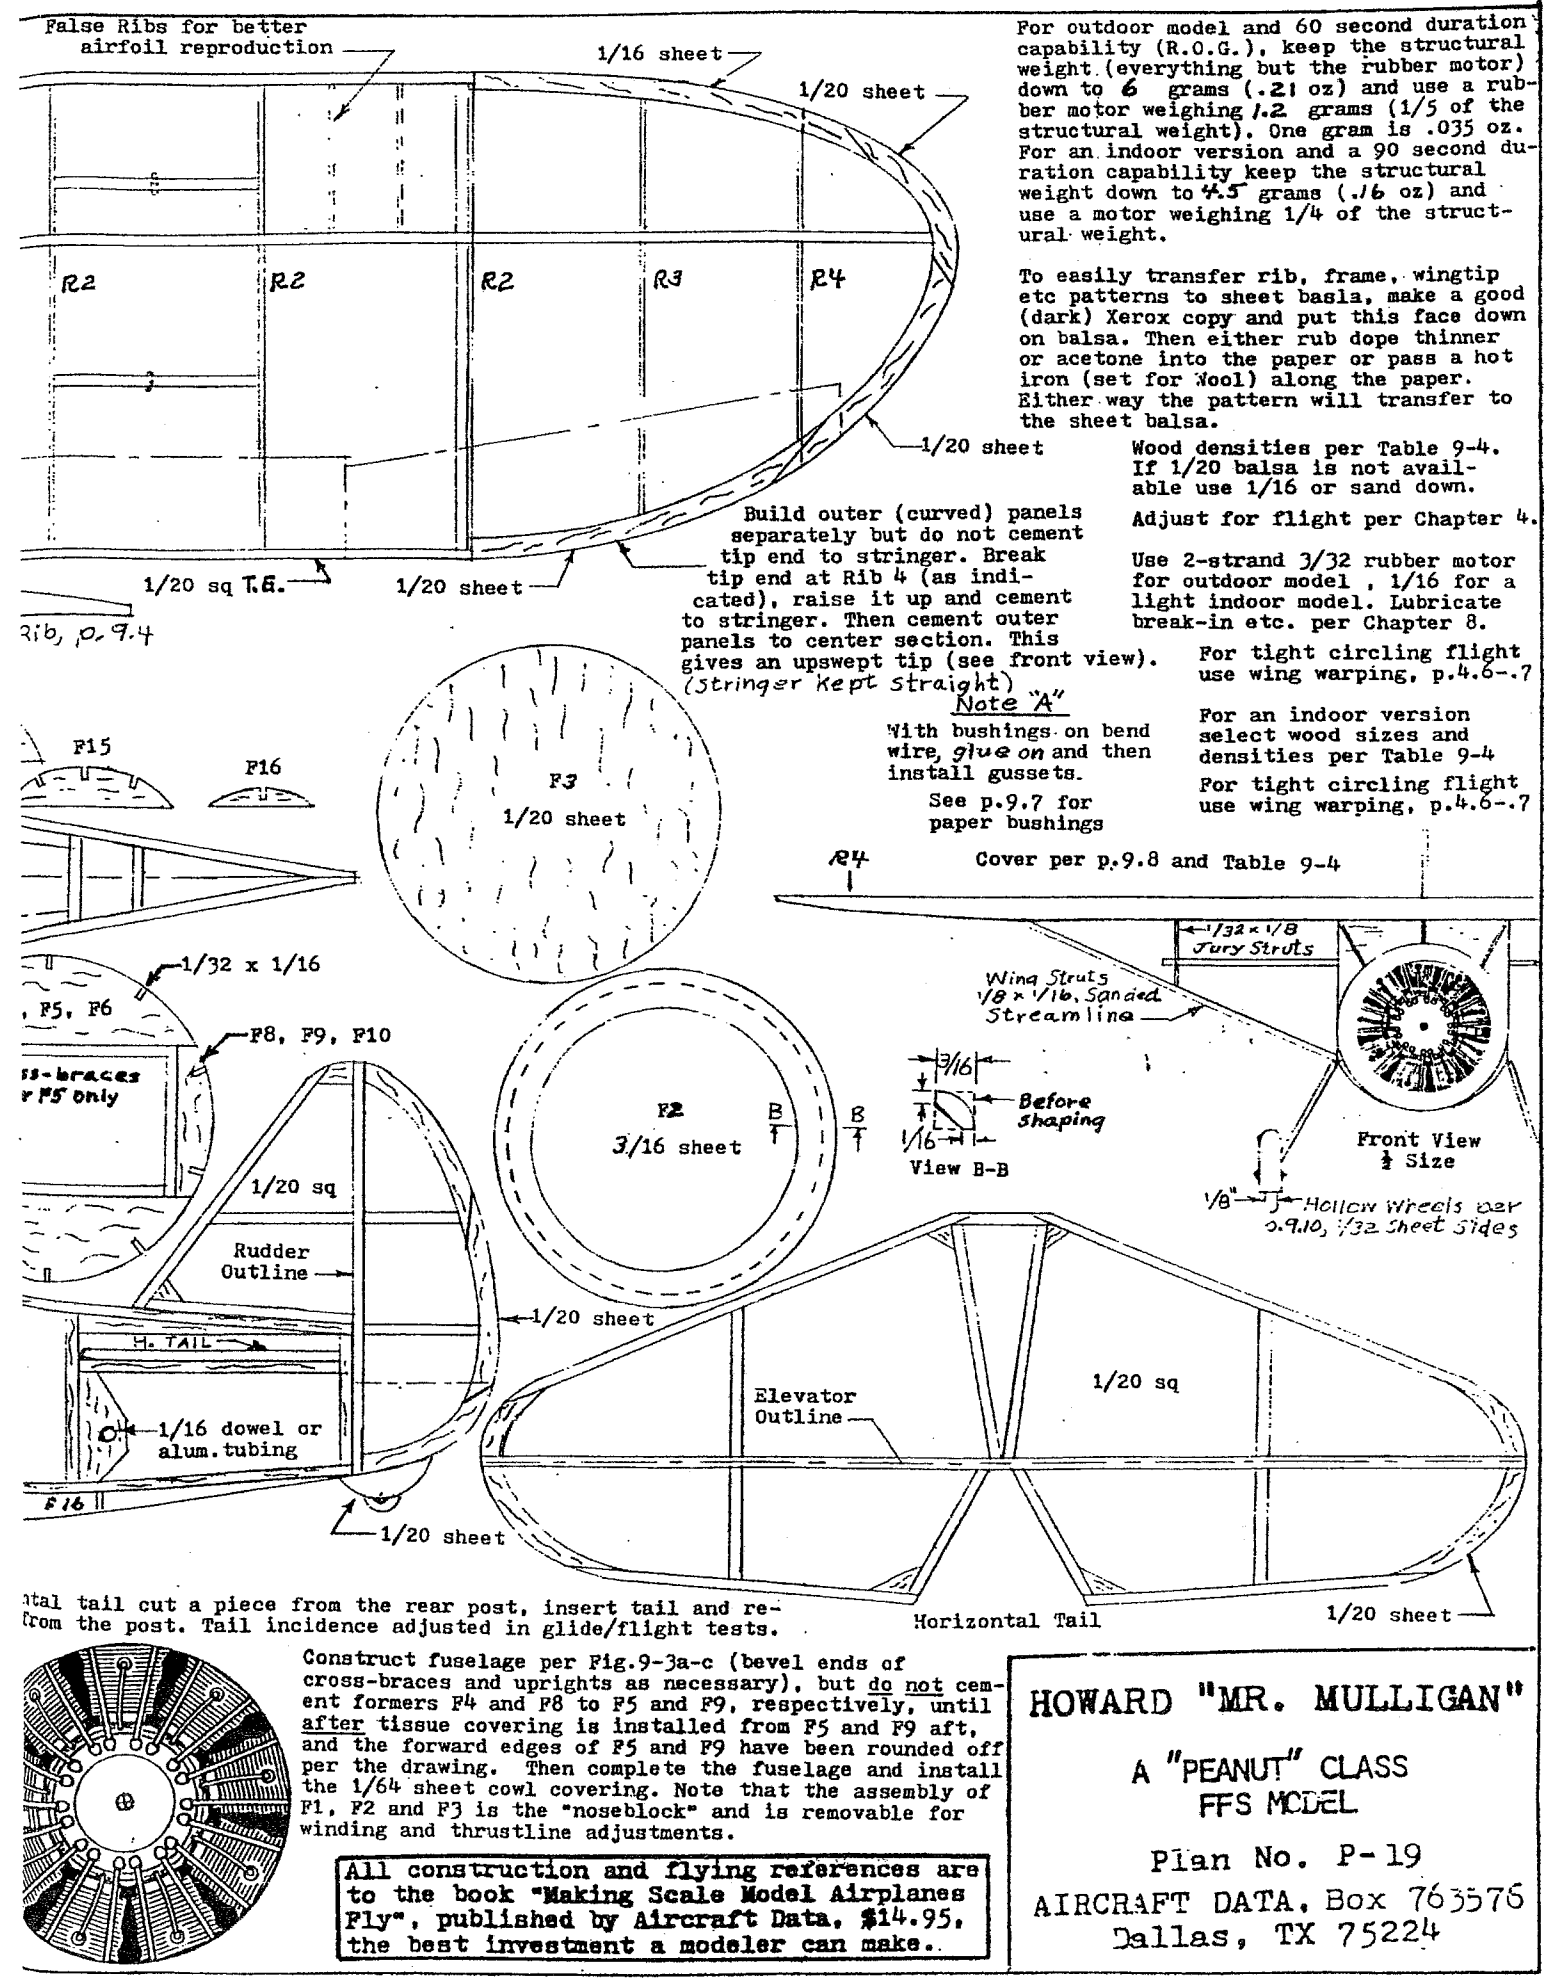 False Ribs for better
airfoil reproduction
1/16 sheet
1/20 sheet
R2
R2
R2
R3
R4
1/20 sheet
1/20 sq T.E.
1/20 sheet
Rib, p. 9.4
For outdoor model and 60 second duration
capability (R.O.G.), keep the structural
weight (everything but the rubber motor)
down to 6 grams (.21 oz) and use a rub-
ber motor weighing 1.2 grams (1/5 of the
structural weight). One gram is .035 oz.
For an indoor version and a 90 second du-
ration capability keep the structural
weight down to 4.5 grams (.16 oz) and
use a motor weighing 1/4 of the struct-
ural weight.
To easily transfer rib, frame, wingtip
etc patterns to sheet basla, make a good
(dark) Xerox copy and put this face down
on balsa. Then either rub dope thinner
or acetone into the paper or pass a hot
iron (set for Wool) along the paper.
Either way the pattern will transfer to
the sheet balsa.
Wood densities per Table 9-4.
If 1/20 balsa is not avail-
able use 1/16 or sand down.
Adjust for flight per Chapter 4.
Use 2-strand 3/32 rubber motor
for outdoor model , 1/16 for a
light indoor model. Lubricate
break-in etc. per Chapter 8.
For tight circling flight
use wing warping, p.4.6-.7
For an indoor version
select wood sizes and
densities per Table 9-4
For tight circling flight
use wing warping, p.4.6-.7
Build outer (curved) panels
separately but do not cement
tip end to stringer. Break
tip end at Rib 4 (as indi-
cated), raise it up and cement
to stringer. Then cement outer
panels to center section. This
gives an upswept tip (see front view).
(Stringer Kept Straight)
Note "A"
With bushings on bend
wire, glue on and then
install gussets.
See p.9.7 for
paper bushings
Cover per p.9.8 and Table 9-4
F15
F16
F3
1/20 sheet
R4
1/32 x 1/8
Jury Struts
Wing Struts
1/8 x 1/16, Sanded
Streamline
1/32 x 1/16
, F5, F6
F8, F9, F10
ss-braces
r F5 only
F2
3/16 sheet
B
B
3/16
Before
shaping
1/16
View B-B
Front View
½ Size
1/8"
Hollow Wheels per
p.9.10, 1/32 Sheet Sides
1/20 sq
Rudder
Outline
1/20 sheet
H. TAIL
1/16 dowel or
alum.tubing
F16
1/20 sheet
Elevator
Outline
1/20 sq
Horizontal Tail
1/20 sheet
ntal tail cut a piece from the rear post, insert tail and re-
from the post. Tail incidence adjusted in glide/flight tests.
Construct fuselage per Fig.9-3a-c (bevel ends of
cross-braces and uprights as necessary), but do not cem-
ent formers F4 and F8 to F5 and F9, respectively, until
after tissue covering is installed from F5 and F9 aft,
and the forward edges of F5 and F9 have been rounded off
per the drawing. Then complete the fuselage and install
the 1/64 sheet cowl covering. Note that the assembly of
F1, F2 and F3 is the "noseblock" and is removable for
winding and thrustline adjustments.
All construction and flying references are
to the book "Making Scale Model Airplanes
Fly", published by Aircraft Data, $14.95,
the best investment a modeler can make.
HOWARD "MR. MULLIGAN"
A "PEANUT" CLASS
FFS MODEL
Plan No. P-19
AIRCRAFT DATA, Box 763576
Dallas, TX 75224